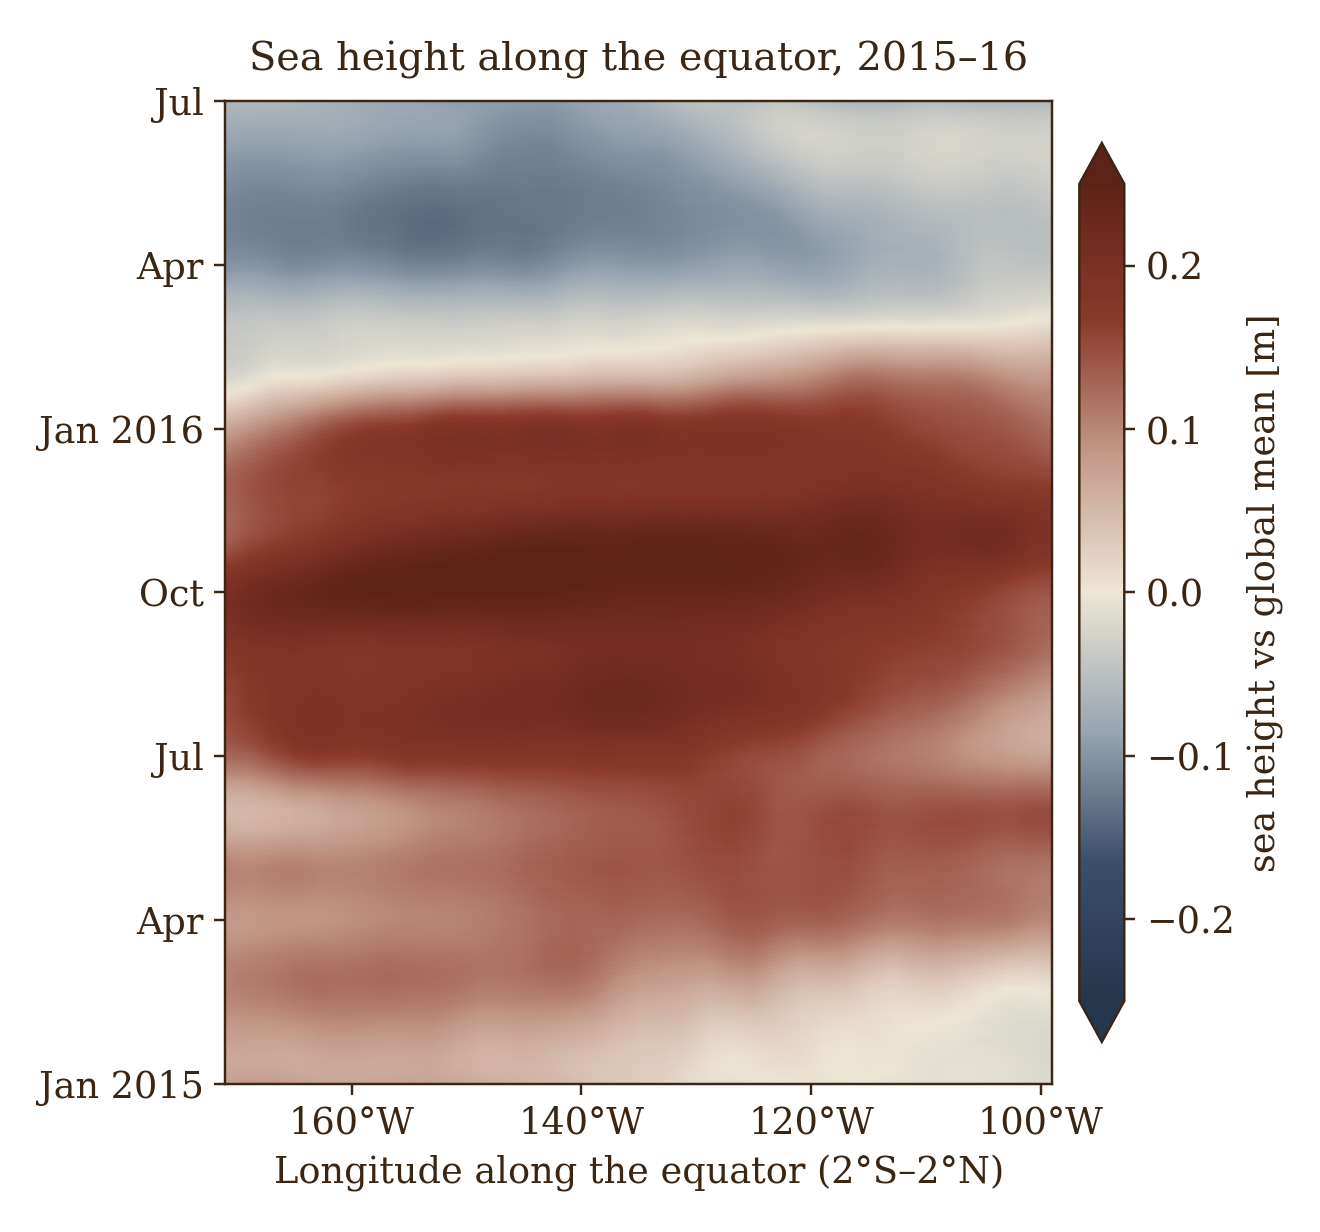 Sea height along the equator, 2015–16
Jul
Apr
Jan 2016
Oct
Jul
Apr
Jan 2015
160°W 140°W 120°W 100°W
Longitude along the equator (2°S–2°N)
0.2
0.1
0.0
−0.1
−0.2
sea height vs global mean [m]